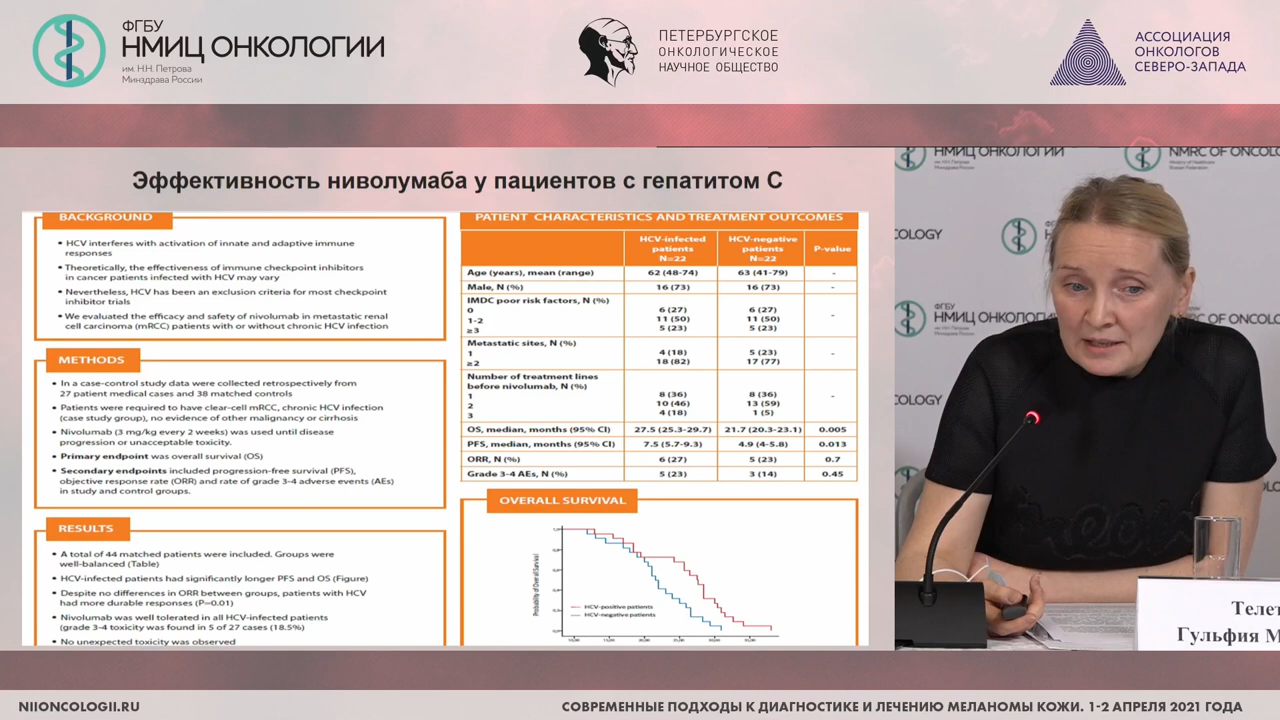 ФГБУ
НМИЦ ОНКОЛОГИИ
им. Н.Н. Петрова
Минздрава России
ПЕТЕРБУРГСКОЕ
ОНКОЛОГИЧЕСКОЕ
НАУЧНОЕ ОБЩЕСТВО
АССОЦИАЦИЯ
ОНКОЛОГОВ
СЕВЕРО-ЗАПАДА
Эффективность ниволумаба у пациентов с гепатитом С
BACKGROUND
• HCV interferes with activation of innate and adaptive immune
responses
• Theoretically, the effectiveness of immune checkpoint inhibitors
in cancer patients infected with HCV may vary
• Nevertheless, HCV has been an exclusion criteria for most checkpoint
inhibitor trials
• We evaluated the efficacy and safety of nivolumab in metastatic renal
cell carcinoma (mRCC) patients with or without chronic HCV infection
METHODS
• In a case-control study data were collected retrospectively from
27 patient medical cases and 38 matched controls
• Patients were required to have clear-cell mRCC, chronic HCV infection
(case study group), no evidence of other malignancy or cirrhosis
• Nivolumab (3 mg/kg every 2 weeks) was used until disease
progression or unacceptable toxicity.
• Primary endpoint was overall survival (OS)
• Secondary endpoints included progression-free survival (PFS),
objective response rate (ORR) and rate of grade 3-4 adverse events (AEs)
in study and control groups.
RESULTS
• A total of 44 matched patients were included. Groups were
well-balanced (Table)
• HCV-infected patients had significantly longer PFS and OS (Figure)
• Despite no differences in ORR between groups, patients with HCV
had more durable responses (P=0.01)
• Nivolumab was well tolerated in all HCV-infected patients
(grade 3-4 toxicity was found in 5 of 27 cases (18.5%)
• No unexpected toxicity was observed
PATIENT CHARACTERISTICS AND TREATMENT OUTCOMES
HCV-infected patients N=22 HCV-negative patients N=22 P-value
Age (years), mean (range) 62 (48-74) 63 (41-79) -
Male, N (%) 16 (73) 16 (73) -
IMDC poor risk factors, N (%)
0 6 (27) 6 (27)
1-2 11 (50) 11 (50) -
≥3 5 (23) 5 (23)
Metastatic sites, N (%)
1 4 (18) 5 (23) -
≥2 18 (82) 17 (77)
Number of treatment lines
before nivolumab, N (%)
1 8 (36) 8 (36)
2 10 (46) 13 (59) -
3 4 (18) 1 (5)
OS, median, months (95% CI) 27.5 (25.3-29.7) 21.7 (20.3-23.1) 0.005
PFS, median, months (95% CI) 7.5 (5.7-9.3) 4.9 (4-5.8) 0.013
ORR, N (%) 6 (27) 5 (23) 0.7
Grade 3-4 AEs, N (%) 5 (23) 3 (14) 0.45
OVERALL SURVIVAL
Probability of Overall Survival
HCV-positive patients
HCV-negative patients
НМИЦ ОНКОЛОГИИ
NMRC OF ONCOL
COLOGY
ФГБУ
НМИЦ ОНКОЛОГИИ
OF ONCOLOGY
COLOGY
Телет
Гульфия М
NIIONCOLOGII.RU
СОВРЕМЕННЫЕ ПОДХОДЫ К ДИАГНОСТИКЕ И ЛЕЧЕНИЮ МЕЛАНОМЫ КОЖИ. 1-2 АПРЕЛЯ 2021 ГОДА